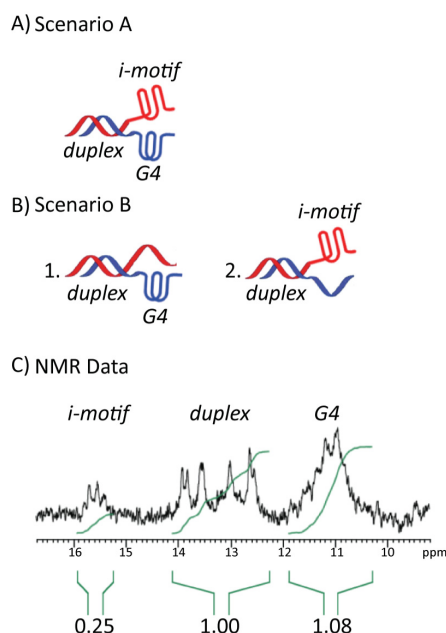 A) Scenario A
i-motif
duplex
G4
B) Scenario B
i-motif
1.
2.
duplex
G4
duplex
C) NMR Data
i-motif duplex G4
16 15 14 13 12 11 10 ppm
0.25 1.00 1.08